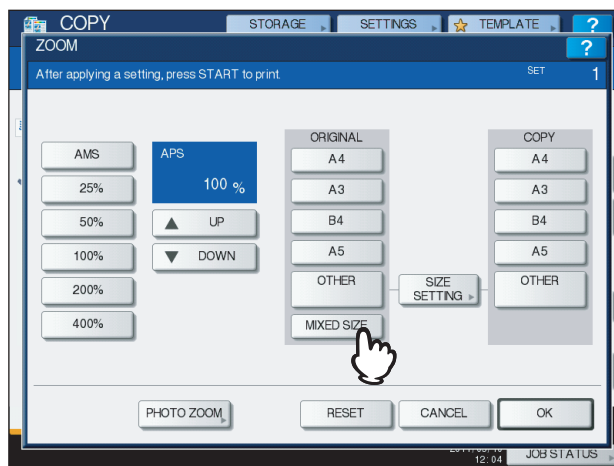 COPY
STORAGE
SETTINGS
TEMPLATE
?
ZOOM
?
After applying a setting, press START to print.
SET 1
ORIGINAL
COPY
AMS
APS
A4
A4
25%
100 %
A3
A3
50%
UP
B4
B4
100%
DOWN
A5
A5
200%
OTHER
SIZE
SETTING
OTHER
400%
MIXED SIZE
PHOTO ZOOM
RESET
CANCEL
OK
12:04
JOB STATUS